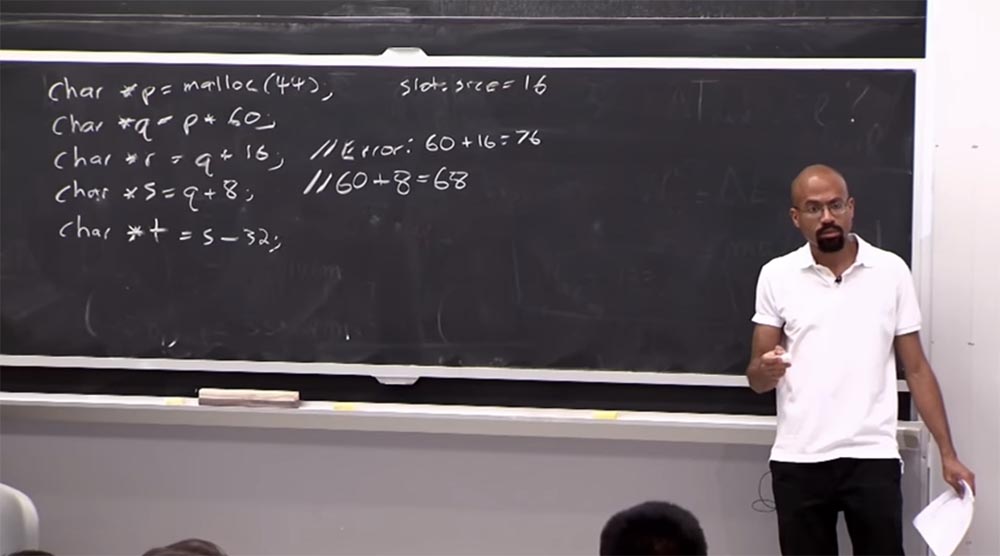 char *p = malloc(44); slot.size = 16
char *q = p + 60;
char *r = q + 16; //Error: 60+16=76
char *s = q+8; //60+8=68
char *t = s - 32;